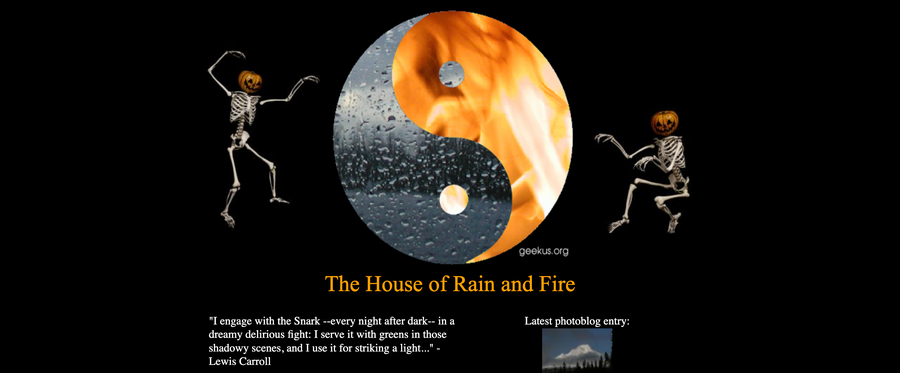 geekus.org
The House of Rain and Fire
"I engage with the Snark --every night after dark-- in a
dreamy delirious fight: I serve it with greens in those
shadowy scenes, and I use it for striking a light..." -
Lewis Carroll
Latest photoblog entry: